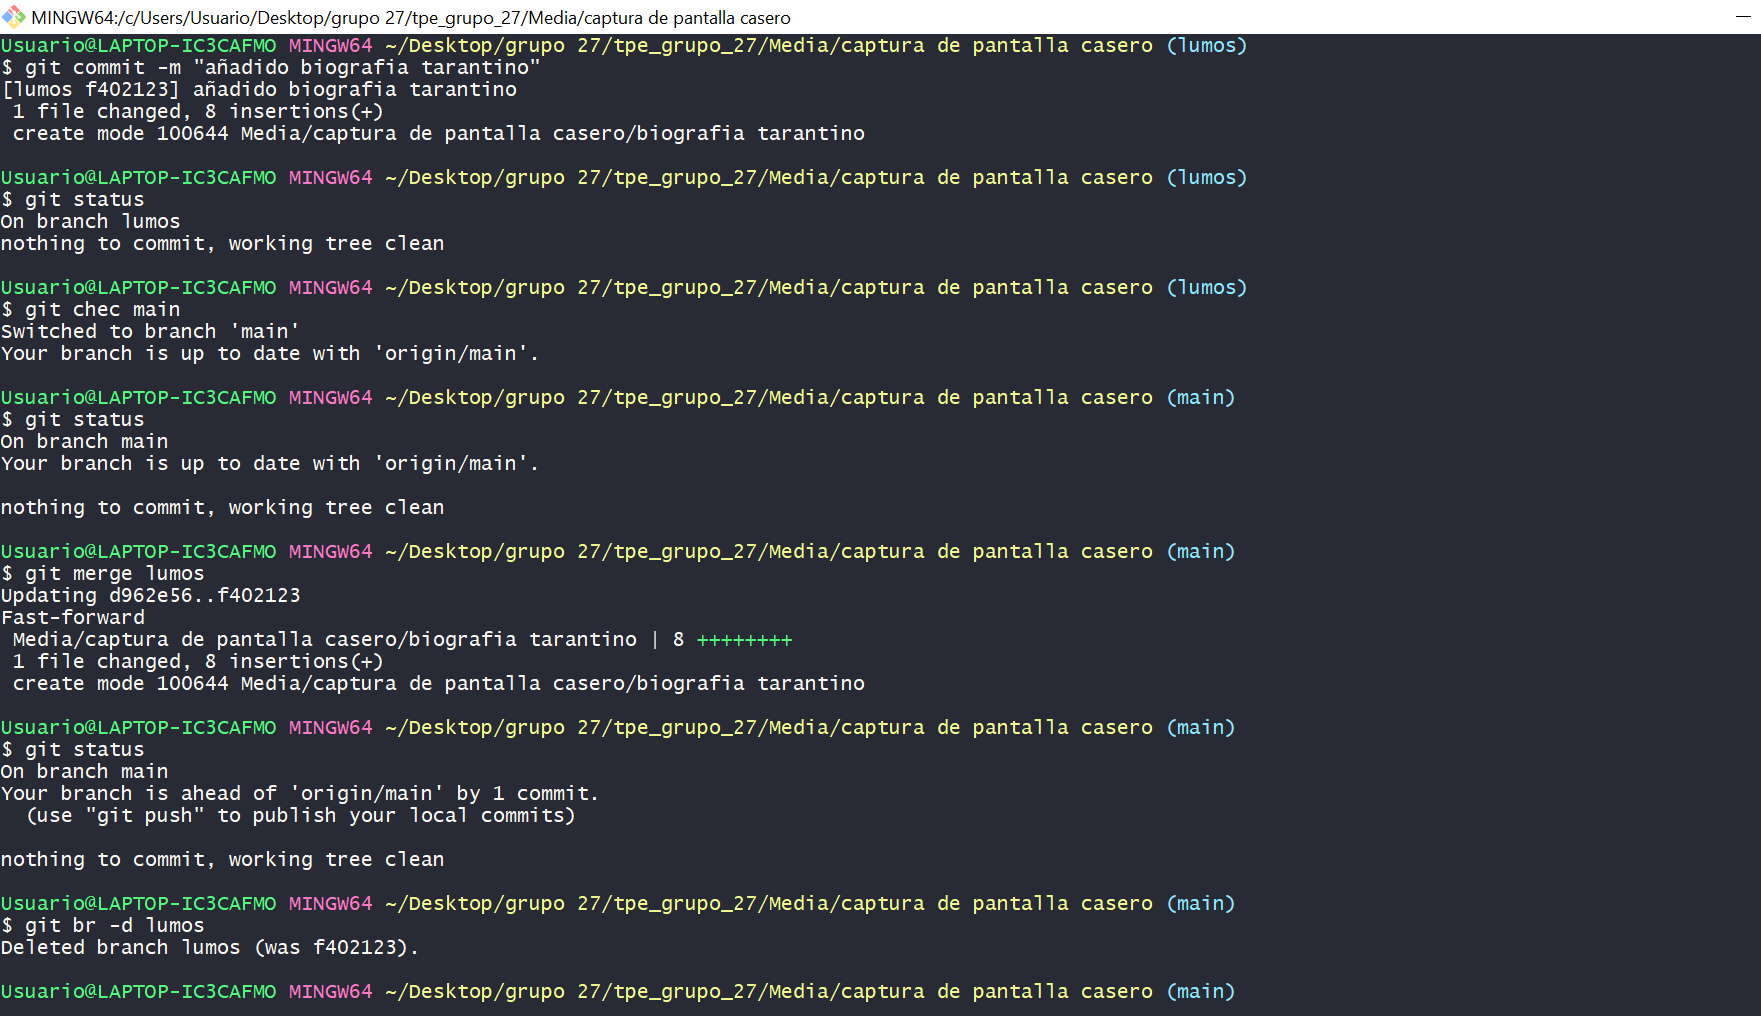 MINGW64:/c/Users/Usuario/Desktop/grupo 27/tpe_grupo_27/Media/captura de pantalla casero
Usuario@LAPTOP-IC3CAFMO MINGW64 ~/Desktop/grupo 27/tpe_grupo_27/Media/captura de pantalla casero (lumos)
$ git commit -m "añadido biografia tarantino"
[lumos f402123] añadido biografia tarantino
 1 file changed, 8 insertions(+)
 create mode 100644 Media/captura de pantalla casero/biografia tarantino
Usuario@LAPTOP-IC3CAFMO MINGW64 ~/Desktop/grupo 27/tpe_grupo_27/Media/captura de pantalla casero (lumos)
$ git status
On branch lumos
nothing to commit, working tree clean
Usuario@LAPTOP-IC3CAFMO MINGW64 ~/Desktop/grupo 27/tpe_grupo_27/Media/captura de pantalla casero (lumos)
$ git chec main
Switched to branch 'main'
Your branch is up to date with 'origin/main'.
Usuario@LAPTOP-IC3CAFMO MINGW64 ~/Desktop/grupo 27/tpe_grupo_27/Media/captura de pantalla casero (main)
$ git status
On branch main
Your branch is up to date with 'origin/main'.
nothing to commit, working tree clean
Usuario@LAPTOP-IC3CAFMO MINGW64 ~/Desktop/grupo 27/tpe_grupo_27/Media/captura de pantalla casero (main)
$ git merge lumos
Updating d962e56..f402123
Fast-forward
 Media/captura de pantalla casero/biografia tarantino | 8 ++++++++
 1 file changed, 8 insertions(+)
 create mode 100644 Media/captura de pantalla casero/biografia tarantino
Usuario@LAPTOP-IC3CAFMO MINGW64 ~/Desktop/grupo 27/tpe_grupo_27/Media/captura de pantalla casero (main)
$ git status
On branch main
Your branch is ahead of 'origin/main' by 1 commit.
  (use "git push" to publish your local commits)
nothing to commit, working tree clean
Usuario@LAPTOP-IC3CAFMO MINGW64 ~/Desktop/grupo 27/tpe_grupo_27/Media/captura de pantalla casero (main)
$ git br -d lumos
Deleted branch lumos (was f402123).
Usuario@LAPTOP-IC3CAFMO MINGW64 ~/Desktop/grupo 27/tpe_grupo_27/Media/captura de pantalla casero (main)